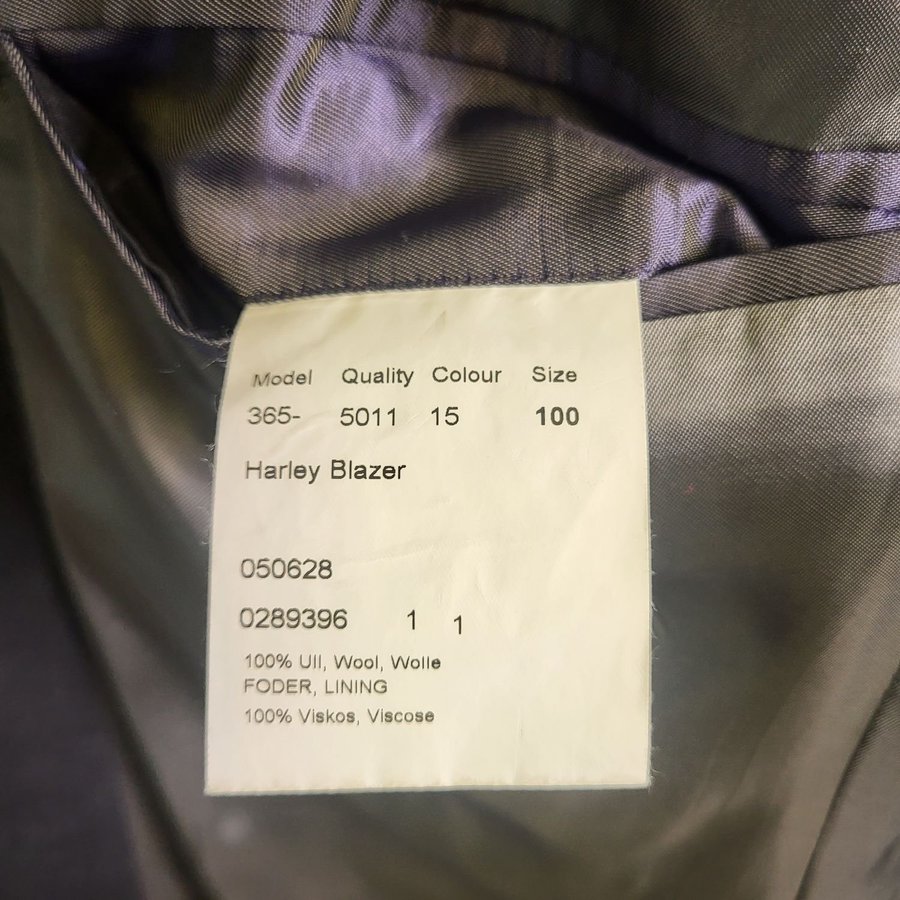 Model Quality Colour Size
365- 5011 15 100
Harley Blazer
050628
0289396 1 1
100% Ull, Wool, Wolle
FODER, LINING
100% Viskos, Viscose